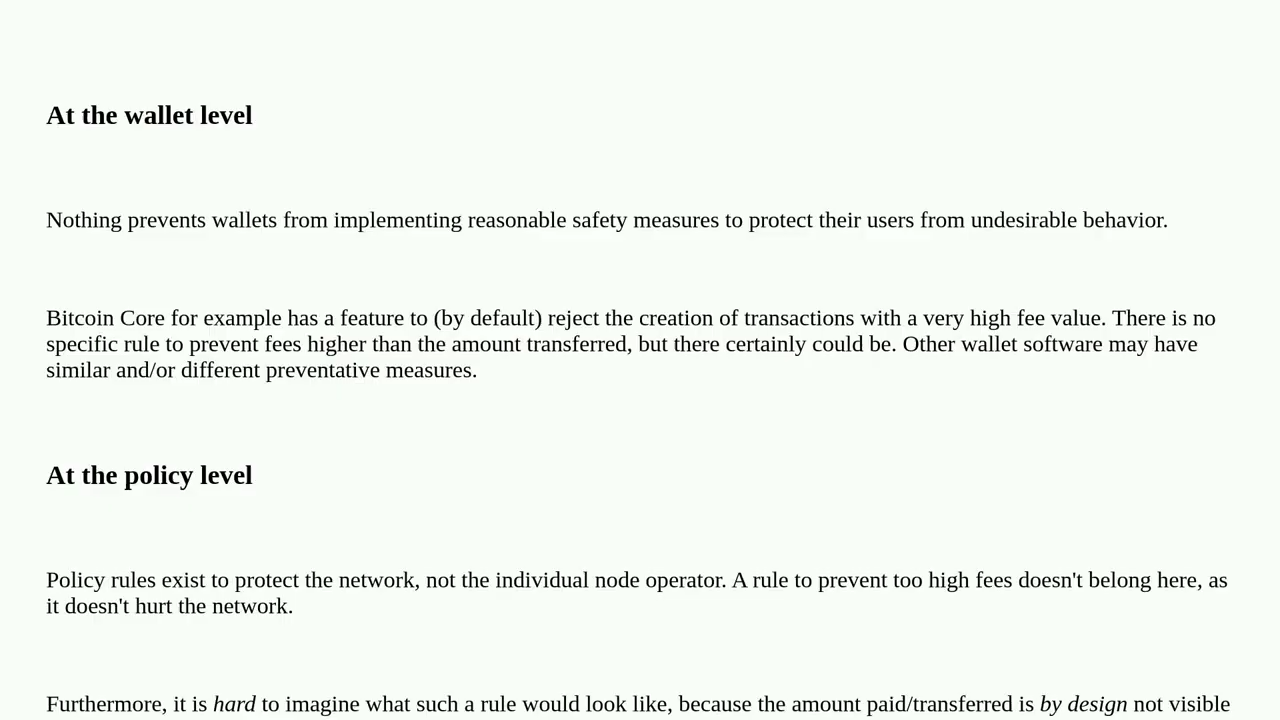 At the wallet level
Nothing prevents wallets from implementing reasonable safety measures to protect their users from undesirable behavior.
Bitcoin Core for example has a feature to (by default) reject the creation of transactions with a very high fee value. There is no
specific rule to prevent fees higher than the amount transferred, but there certainly could be. Other wallet software may have
similar and/or different preventative measures.
At the policy level
Policy rules exist to protect the network, not the individual node operator. A rule to prevent too high fees doesn't belong here, as
it doesn't hurt the network.
Furthermore, it is hard to imagine what such a rule would look like, because the amount paid/transferred is by design not visible